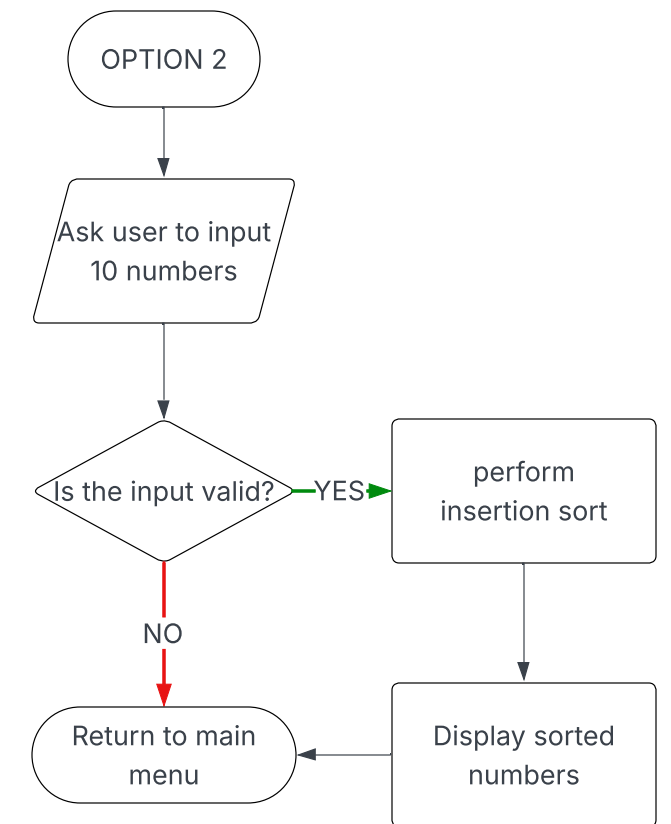 OPTION 2
Ask user to input
10 numbers
Is the input valid?
YES
perform
insertion sort
NO
Return to main
menu
Display sorted
numbers